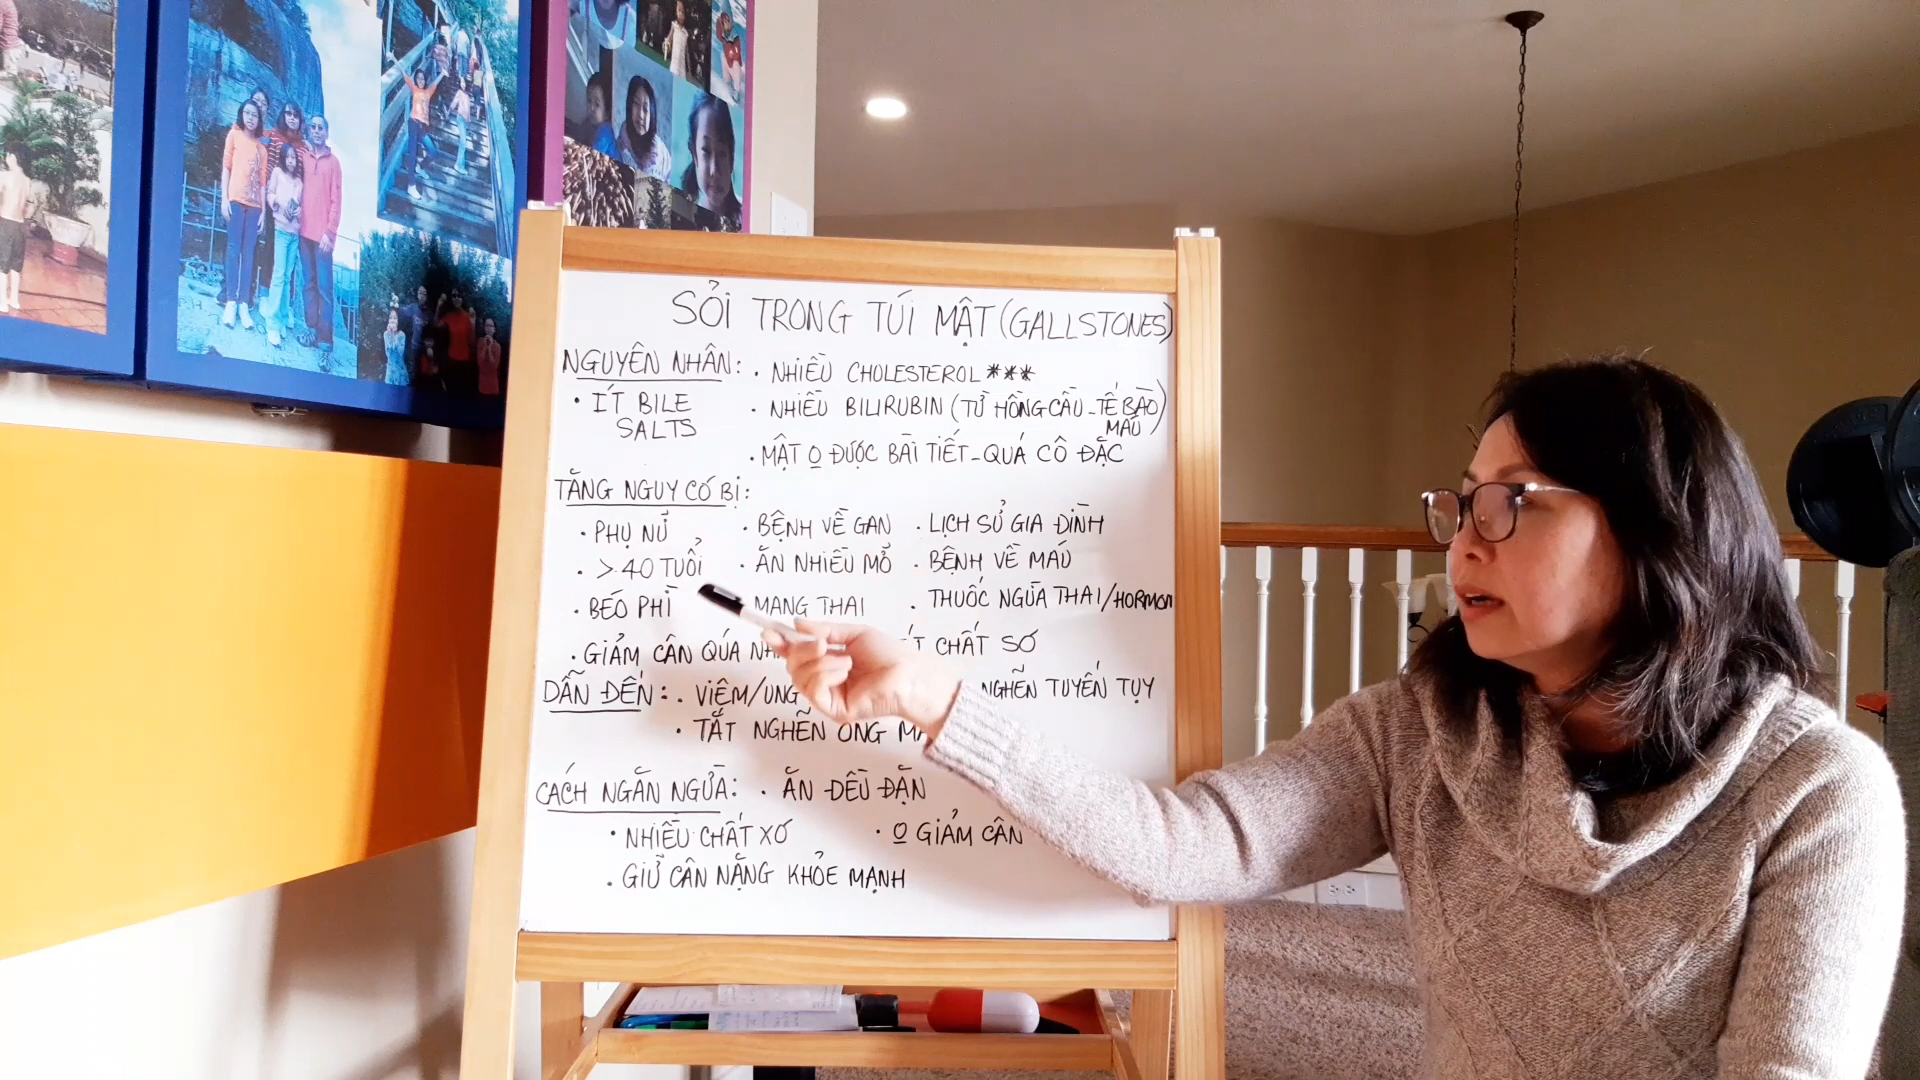 SỎI TRONG TÚI MẬT (GALLSTONES)
NGUYÊN NHÂN: • NHIỀU CHOLESTEROL ***
• ÍT BILE SALTS
• NHIỀU BILIRUBIN (TỪ HỒNG CẦU - TẾ BÀO MÁU)
• MẬT O ĐƯỢC BÀI TIẾT - QUÁ CÔ ĐẶC
TĂNG NGUY CƠ BỊ:
• PHỤ NỮ • BỆNH VỀ GAN • LỊCH SỬ GIA ĐÌNH
• >40 TUỔI • ĂN NHIỀU MỠ • BỆNH VỀ MÁU
• BÉO PHÌ MANG THAI • THUỐC NGỪA THAI/HORMON
• GIẢM CÂN QÚA CHẤT SƠ
DẪN ĐẾN: • VIÊM/UNG NGHẼN TUYẾN TỤY
• TẮT NGHẼN ỐNG
CÁCH NGĂN NGỪA: • ĂN ĐỀU ĐẶN
• NHIỀU CHẤT XƠ • O GIẢM CÂN
• GIỮ CÂN NẶNG KHỎE MẠNH